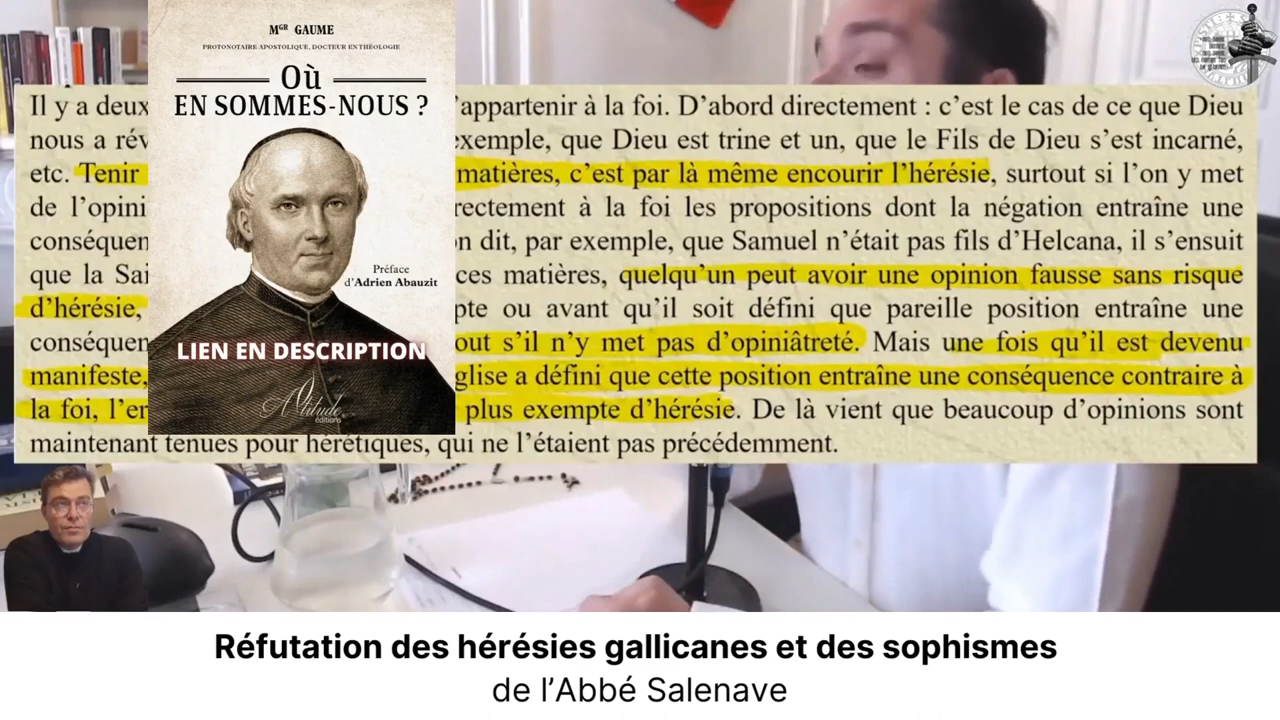 Mᴳᴿ GAUME
PROTONOTAIRE APOSTOLIQUE, DOCTEUR EN THÉOLOGIE
Où
EN SOMMES-NOUS ?
Préface
d'Adrien Abauzit
LIEN EN DESCRIPTION
Altitude
éditions
Il y a deux 'appartenir à la foi. D'abord directement : c'est le cas de ce que Dieu
nous a rév exemple, que Dieu est trine et un, que le Fils de Dieu s'est incarné,
etc. Tenir matières, c'est par là même encourir l'hérésie, surtout si l'on y met
de l'opini rectement à la foi les propositions dont la négation entraîne une
conséquen n dit, par exemple, que Samuel n'était pas fils d'Helcana, il s'ensuit
que la Sai ces matières, quelqu'un peut avoir une opinion fausse sans risque
d'hérésie, pte ou avant qu'il soit défini que pareille position entraîne une
conséquen out s'il n'y met pas d'opiniâtreté. Mais une fois qu'il est devenu
manifeste, glise a défini que cette position entraîne une conséquence contraire à
la foi, l'er plus exempte d'hérésie. De là vient que beaucoup d'opinions sont
maintenant tenues pour hérétiques, qui ne l'étaient pas précédemment.
Réfutation des hérésies gallicanes et des sophismes
de l'Abbé Salenave